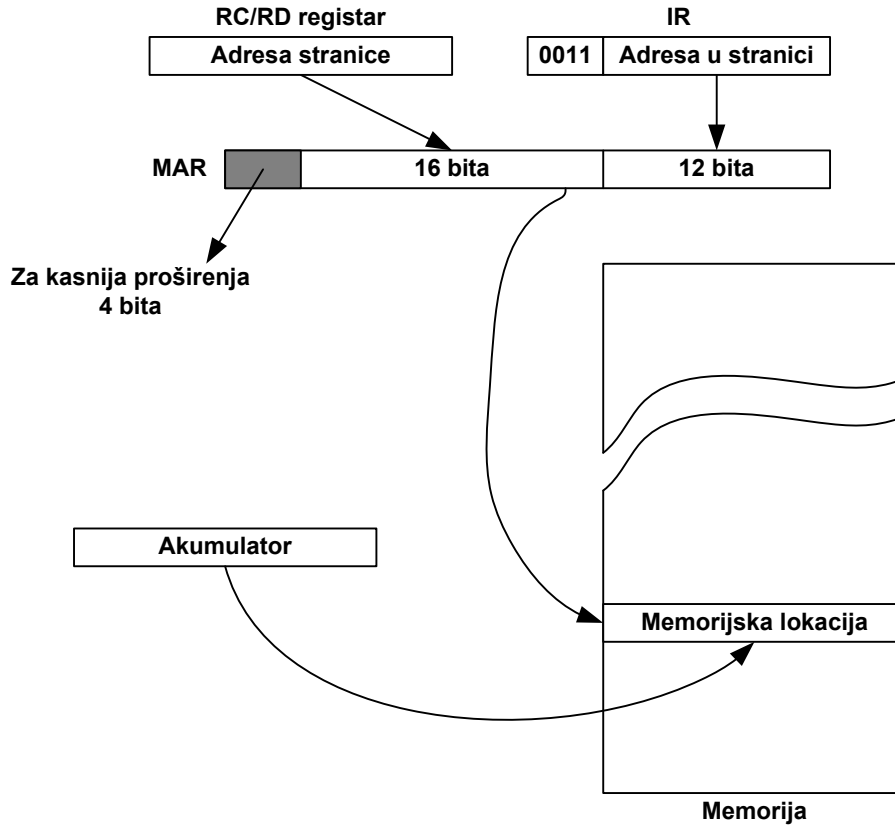 RC/RD registar
IR
Adresa stranice
0011
Adresa u stranici
MAR
16 bita
12 bita
Za kasnija proširenja
4 bita
Akumulator
Memorijska lokacija
Memorija